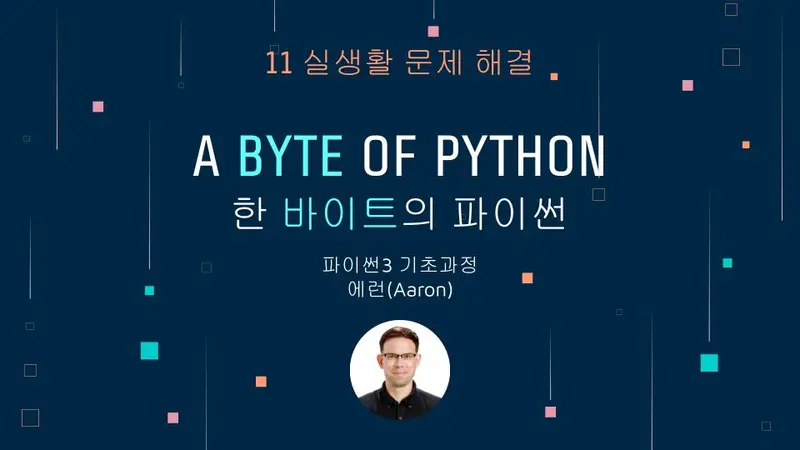 11 실생활 문제 해결
A BYTE OF PYTHON
한 바이트의 파이썬
파이썬3 기초과정
에런(Aaron)